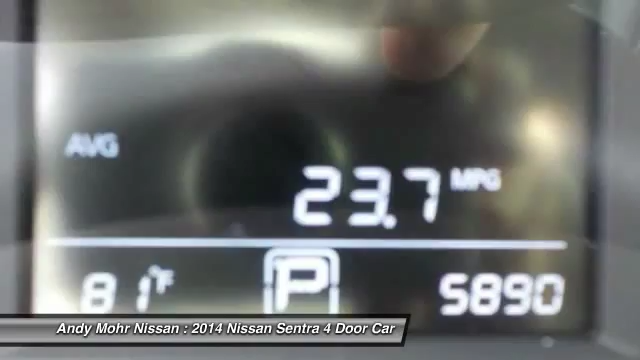 AVG
23.7 MPG
81°F P 5890
Andy Mohr Nissan : 2014 Nissan Sentra 4 Door Car